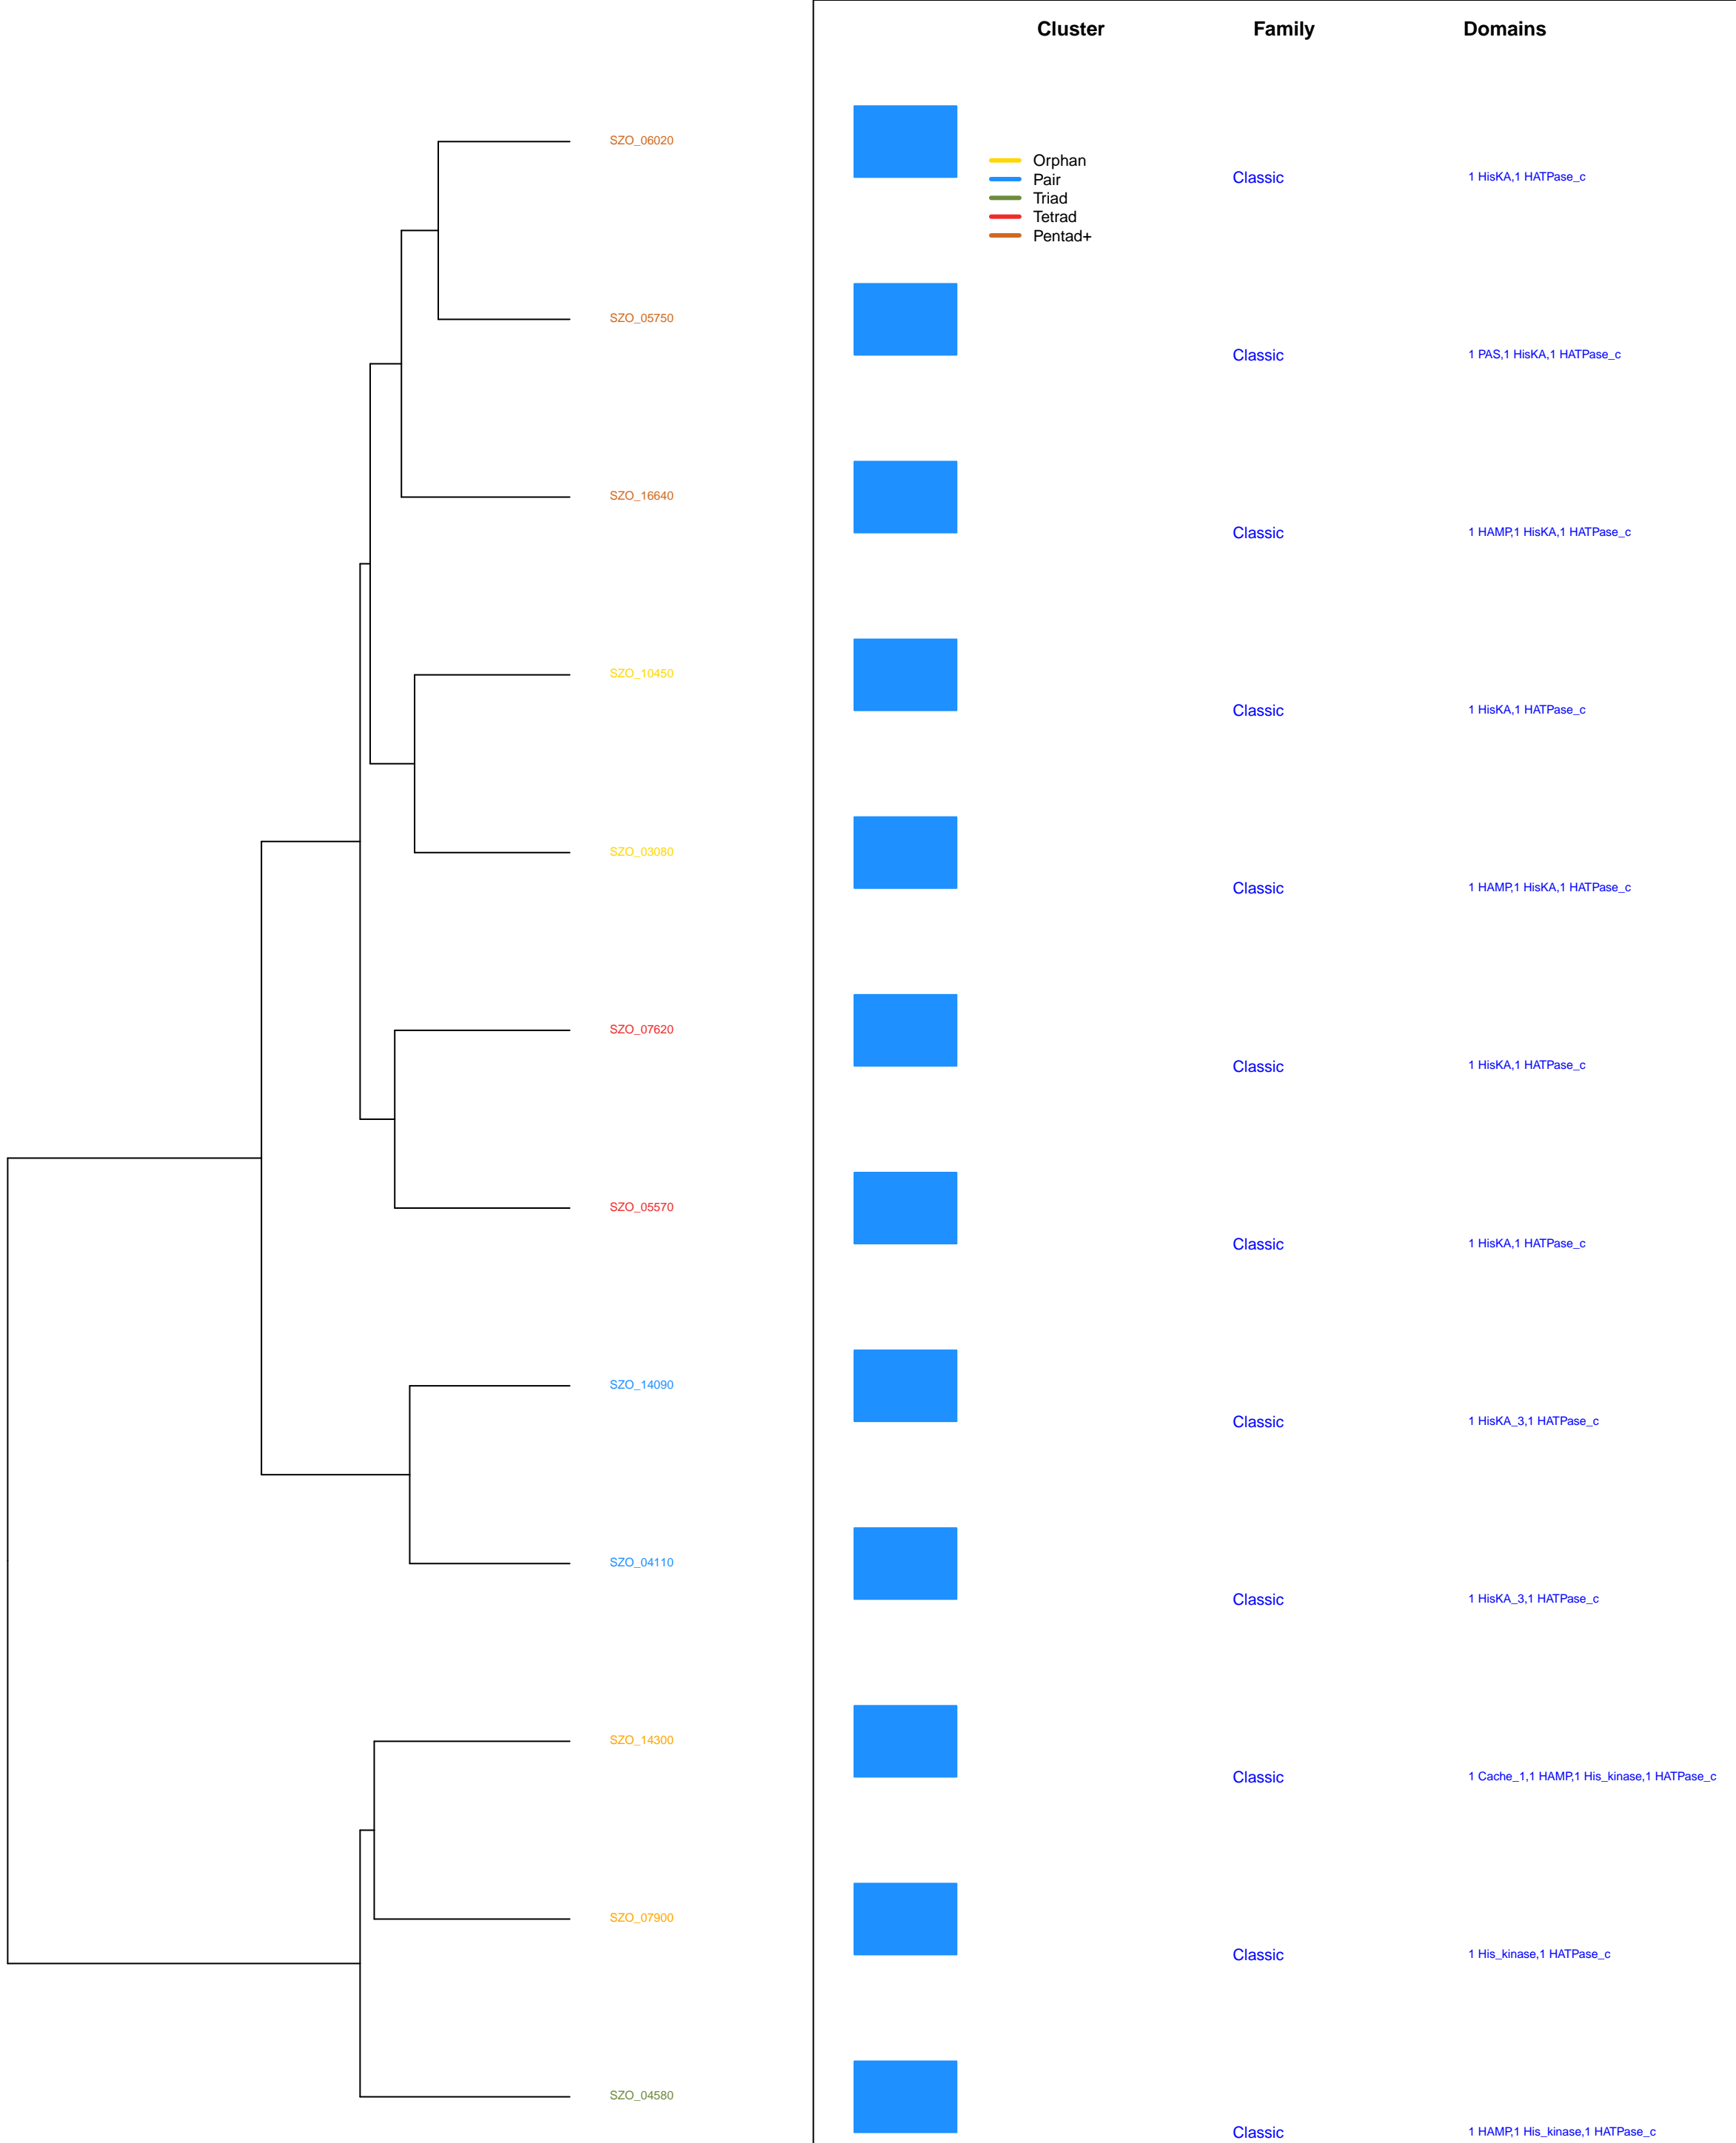 Cluster Family Domains
SZO_06020
Orphan
Pair
Triad
Tetrad
Pentad+
Classic 1 HisKA,1 HATPase_c
SZO_05750
Classic 1 PAS,1 HisKA,1 HATPase_c
SZO_16640
Classic 1 HAMP,1 HisKA,1 HATPase_c
SZO_10450
Classic 1 HisKA,1 HATPase_c
SZO_03080
Classic 1 HAMP,1 HisKA,1 HATPase_c
SZO_07620
Classic 1 HisKA,1 HATPase_c
SZO_05570
Classic 1 HisKA,1 HATPase_c
SZO_14090
Classic 1 HisKA_3,1 HATPase_c
SZO_04110
Classic 1 HisKA_3,1 HATPase_c
SZO_14300
Classic 1 Cache_1,1 HAMP,1 His_kinase,1 HATPase_c
SZO_07900
Classic 1 His_kinase,1 HATPase_c
SZO_04580
Classic 1 HAMP,1 His_kinase,1 HATPase_c